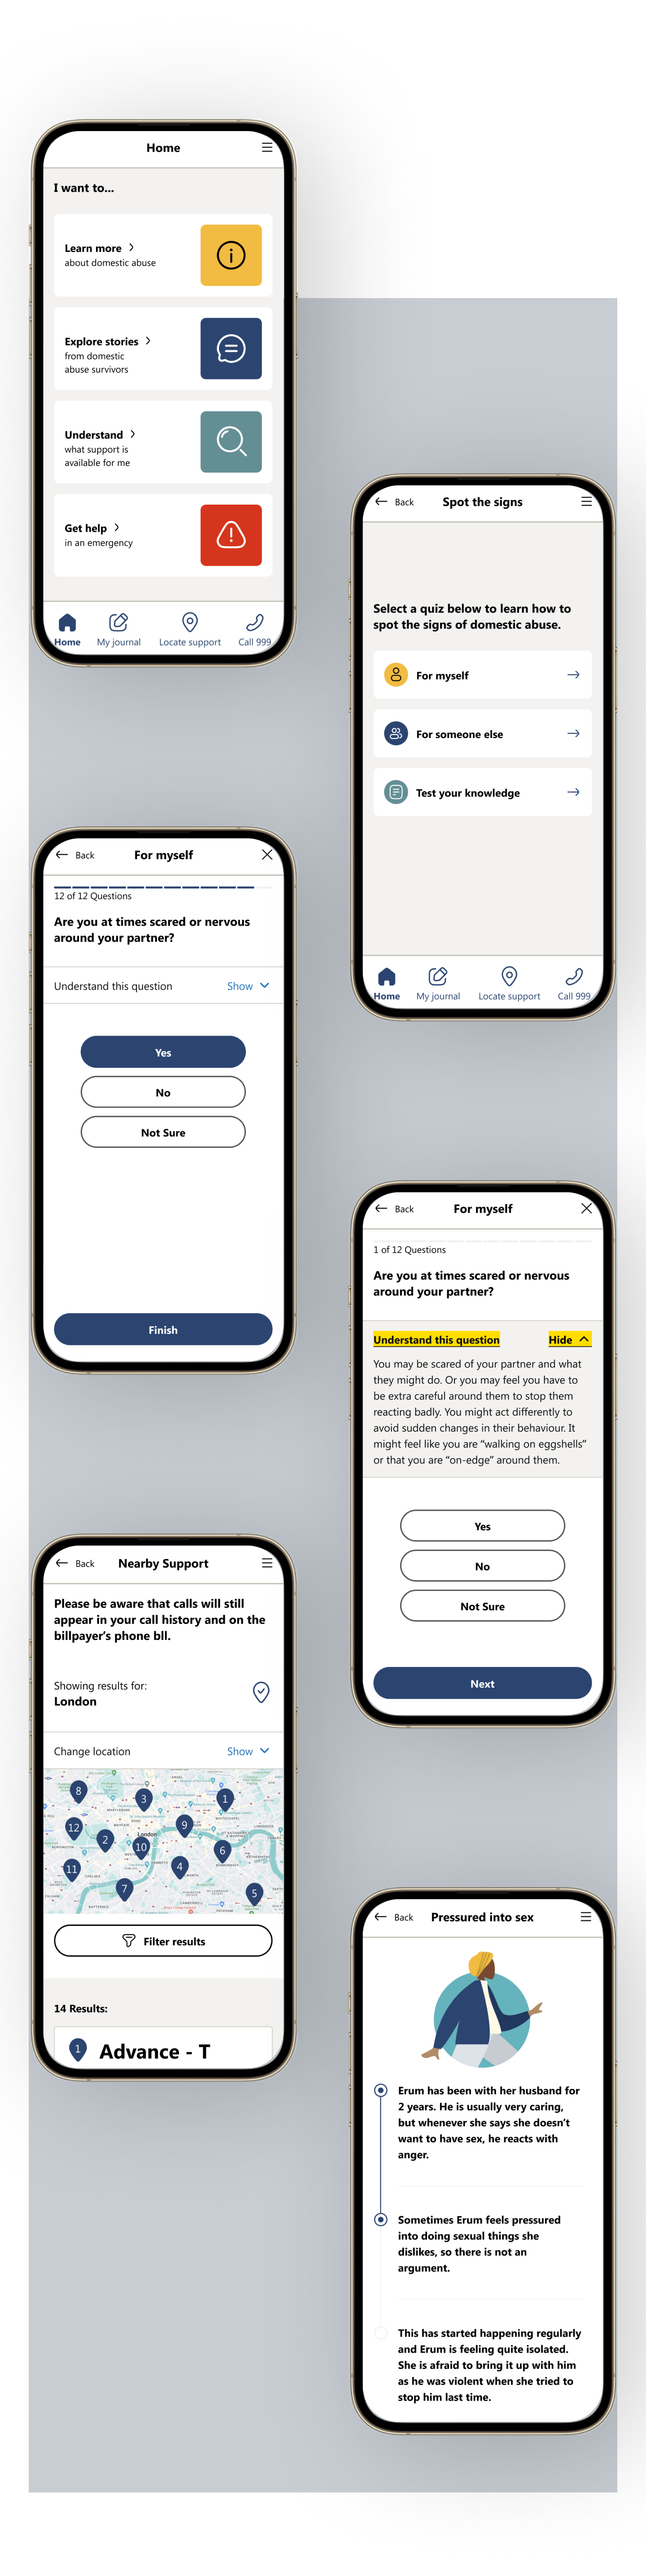 Home
I want to...
Learn more
about domestic abuse
Explore stories
from domestic
abuse survivors
Understand
what support is
available for me
Get help
in an emergency
Home My journal Locate support Call 999
Back Spot the signs
Select a quiz below to learn how to
spot the signs of domestic abuse.
For myself
For someone else
Test your knowledge
Home My journal Locate support Call 999
Back For myself
12 of 12 Questions
Are you at times scared or nervous
around your partner?
Understand this question Show
Yes
No
Not Sure
Finish
Back For myself
1 of 12 Questions
Are you at times scared or nervous
around your partner?
Understand this question Hide
You may be scared of your partner and what
they might do. Or you may feel you have to
be extra careful around them to stop them
reacting badly. You might act differently to
avoid sudden changes in their behaviour. It
might feel like you are “walking on eggshells”
or that you are “on-edge” around them.
Yes
No
Not Sure
Next
Back Nearby Support
Please be aware that calls will still
appear in your call history and on the
billpayer’s phone bll.
Showing results for:
London
Change location Show
8
3
1
12
2
London
9
10
6
11
4
7
5
Filter results
14 Results:
1 Advance - T
Back Pressured into sex
Erum has been with her husband for
2 years. He is usually very caring,
but whenever she says she doesn’t
want to have sex, he reacts with
anger.
Sometimes Erum feels pressured
into doing sexual things she
dislikes, so there is not an
argument.
This has started happening regularly
and Erum is feeling quite isolated.
She is afraid to bring it up with him
as he was violent when she tried to
stop him last time.